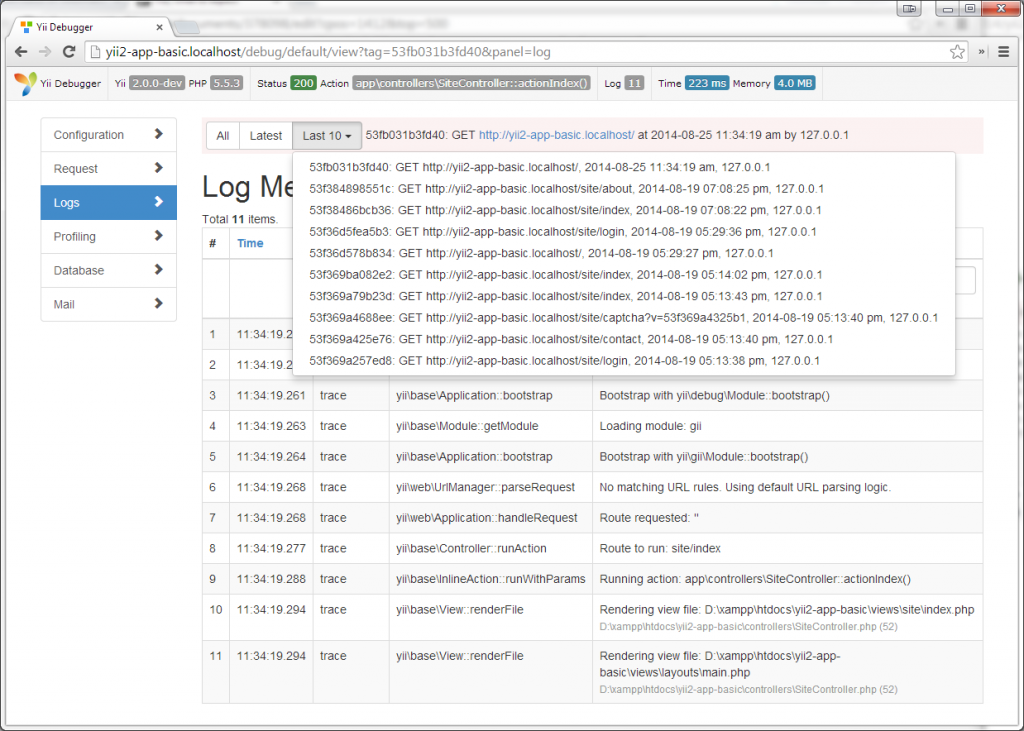 Yii Debugger
yii2-app-basic.localhost/debug/default/view?tag=53fb031b3fd40&panel=log
Yii Debugger Yii 2.0.0-dev PHP 5.5.3 Status 200 Action app\controllers\SiteController::actionIndex() Log 11 Time 223 ms Memory 4.0 MB
Configuration
Request
Logs
Profiling
Database
Mail
All Latest Last 10 53fb031b3fd40: GET http://yii2-app-basic.localhost/ at 2014-08-25 11:34:19 am by 127.0.0.1
53fb031b3fd40: GET http://yii2-app-basic.localhost/, 2014-08-25 11:34:19 am, 127.0.0.1
53f384898551c: GET http://yii2-app-basic.localhost/site/about, 2014-08-19 07:08:25 pm, 127.0.0.1
53f38486bcb36: GET http://yii2-app-basic.localhost/site/index, 2014-08-19 07:08:22 pm, 127.0.0.1
53f36d5fea5b3: GET http://yii2-app-basic.localhost/site/login, 2014-08-19 05:29:36 pm, 127.0.0.1
53f36d578b834: GET http://yii2-app-basic.localhost/, 2014-08-19 05:29:27 pm, 127.0.0.1
53f369ba082e2: GET http://yii2-app-basic.localhost/site/index, 2014-08-19 05:14:02 pm, 127.0.0.1
53f369a79b23d: GET http://yii2-app-basic.localhost/site/index, 2014-08-19 05:13:43 pm, 127.0.0.1
53f369a4688ee: GET http://yii2-app-basic.localhost/site/captcha?v=53f369a4325b1, 2014-08-19 05:13:40 pm, 127.0.0.1
53f369a425e76: GET http://yii2-app-basic.localhost/site/contact, 2014-08-19 05:13:40 pm, 127.0.0.1
53f369a257ed8: GET http://yii2-app-basic.localhost/site/login, 2014-08-19 05:13:38 pm, 127.0.0.1
Log Me
Total 11 items.
# Time
1 11:34:19.2
2 11:34:19.2
3 11:34:19.261 trace yii\base\Application::bootstrap Bootstrap with yii\debug\Module::bootstrap()
4 11:34:19.263 trace yii\base\Module::getModule Loading module: gii
5 11:34:19.264 trace yii\base\Application::bootstrap Bootstrap with yii\gii\Module::bootstrap()
6 11:34:19.268 trace yii\web\UrlManager::parseRequest No matching URL rules. Using default URL parsing logic.
7 11:34:19.268 trace yii\web\Application::handleRequest Route requested: ''
8 11:34:19.277 trace yii\base\Controller::runAction Route to run: site/index
9 11:34:19.288 trace yii\base\InlineAction::runWithParams Running action: app\controllers\SiteController::actionIndex()
10 11:34:19.294 trace yii\base\View::renderFile Rendering view file: D:\xampp\htdocs\yii2-app-basic\views\site\index.php
D:\xampp\htdocs\yii2-app-basic\controllers\SiteController.php (52)
11 11:34:19.294 trace yii\base\View::renderFile Rendering view file: D:\xampp\htdocs\yii2-app-
basic\views\layouts\main.php
D:\xampp\htdocs\yii2-app-basic\controllers\SiteController.php (52)